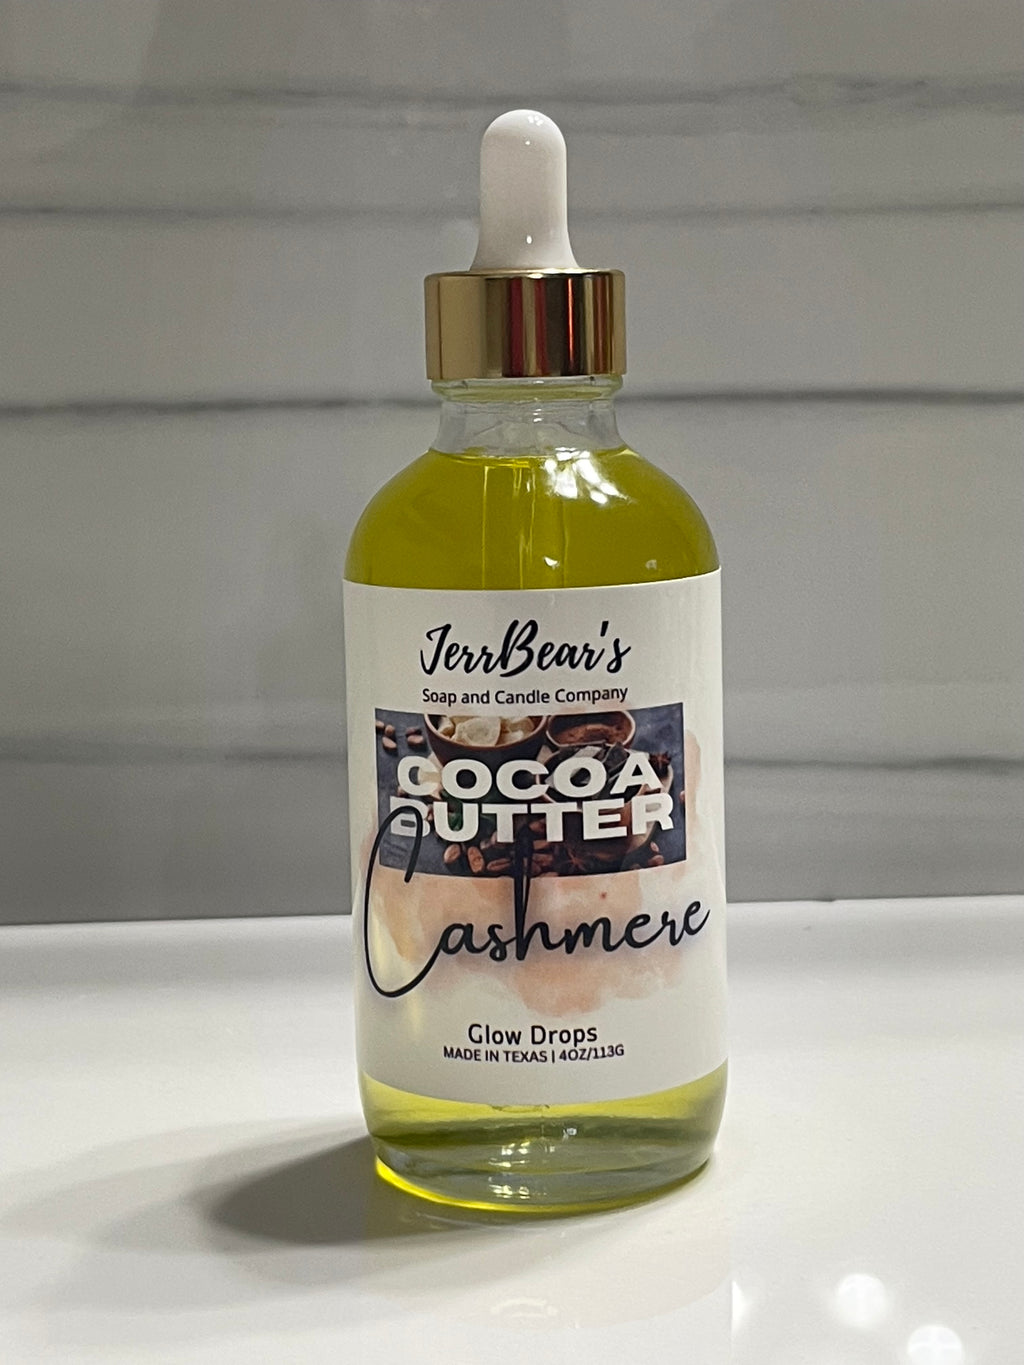 JerrBear's
Soap and Candle Company
COCOA
BUTTER
Cashmere
Glow Drops
MADE IN TEXAS | 4OZ/113G